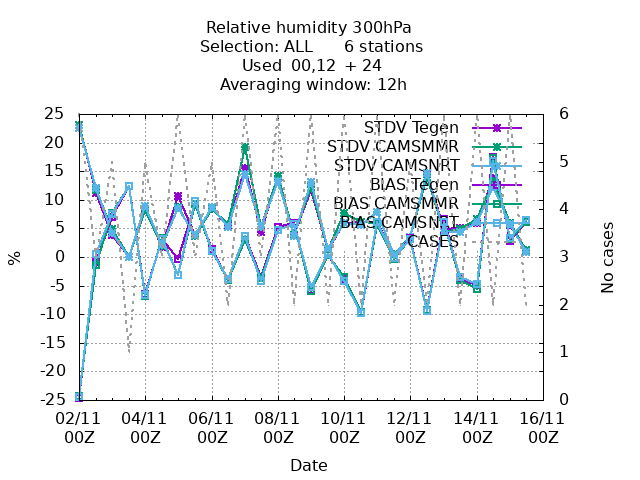 Relative humidity 300hPa
Selection: ALL 6 stations
Used 00,12 + 24
Averaging window: 12h
25
20
15
10
5
0
-5
-10
-15
-20
-25
%
6
5
4
3
2
1
0
No cases
STDV Tegen
STDV CAMSMMR
STDV CAMSNRT
BIAS Tegen
BIAS CAMSMMR
BIAS CAMSNRT
CASES
02/11 04/11 06/11 08/11 10/11 12/11 14/11 16/11
00Z 00Z 00Z 00Z 00Z 00Z 00Z 00Z
Date